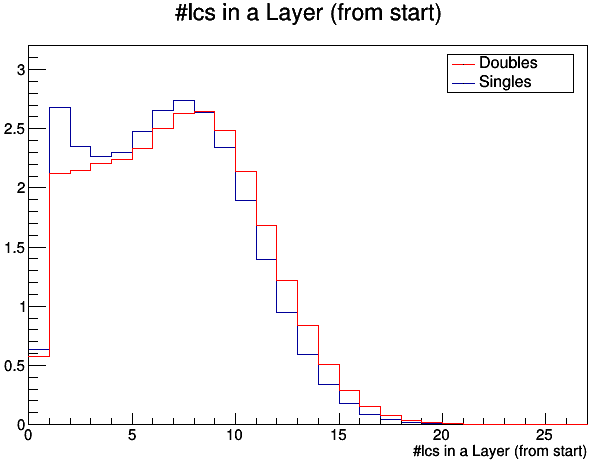 #lcs in a Layer (from start)
Doubles
Singles
3
2.5
2
1.5
1
0.5
0
0 5 10 15 20 25
#lcs in a Layer (from start)